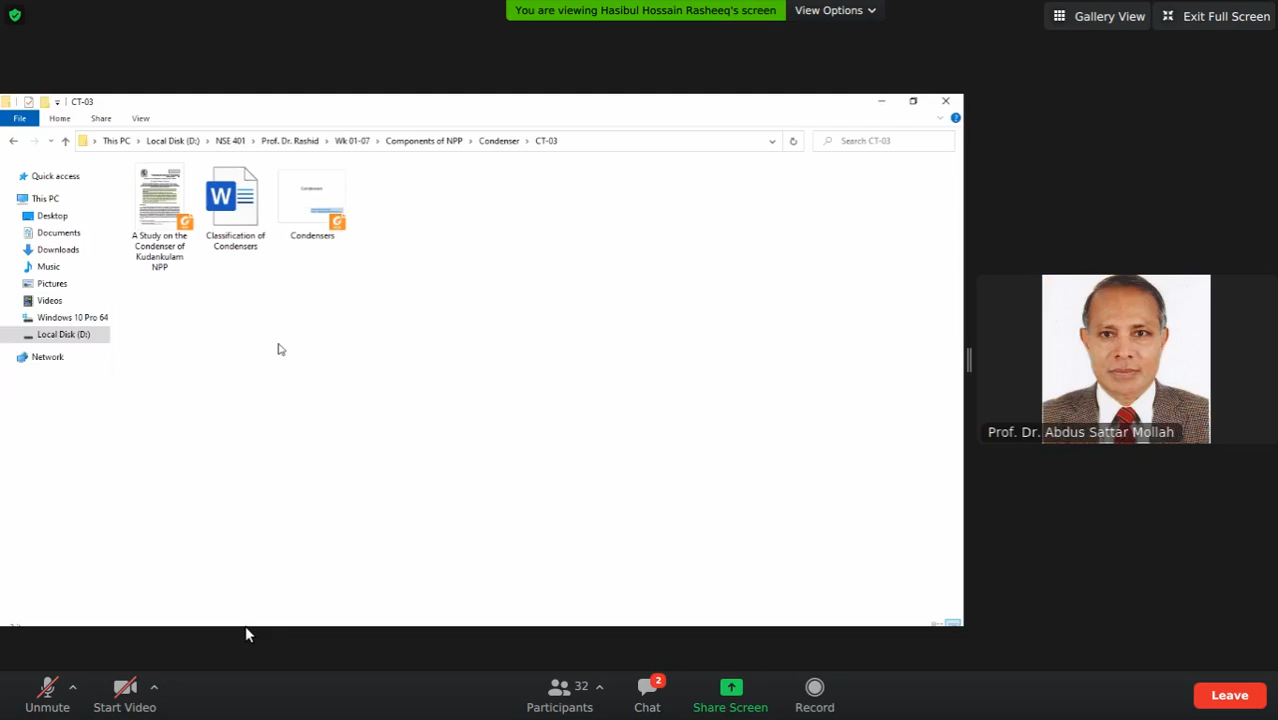 You are viewing Hasibul Hossain Rasheeq's screen
View Options
Gallery View
Exit Full Screen
CT-03
File
Home
Share
View
This PC
Local Disk (D:)
NSE 401
Prof. Dr. Rashid
Wk 01-07
Components of NPP
Condenser
CT-03
Search CT-03
Quick access
This PC
Desktop
Documents
Downloads
Music
Pictures
Videos
Windows 10 Pro 64
Local Disk (D:)
Network
A Study on the
Condenser of
Kudankulam
NPP
W
Classification of
Condensers
Condensers
Condensers
Prof. Dr. Abdus Sattar Mollah
Unmute
Start Video
32
Participants
2
Chat
Share Screen
Record
Leave